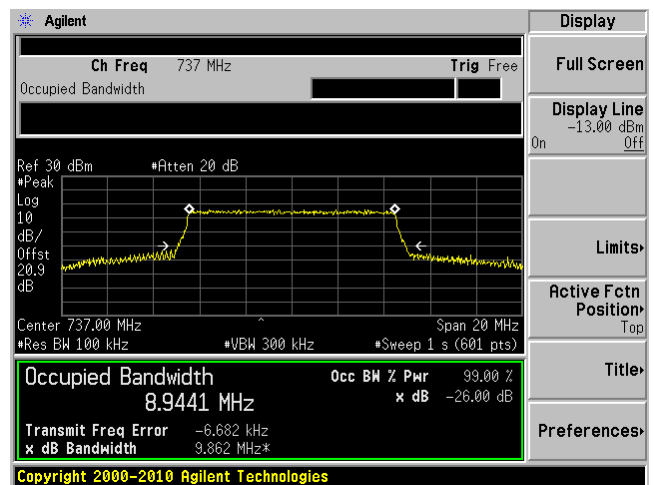 Agilent
Display
Ch Freq 737 MHz Trig Free
Occupied Bandwidth
Full Screen
Display Line
-13.00 dBm
On Off
Ref 30 dBm #Atten 20 dB
#Peak
Log
10
dB/
Offst
20.9
dB
Limits
Active Fctn
Position
Top
Center 737.00 MHz Span 20 MHz
#Res BW 100 kHz #VBW 300 kHz #Sweep 1 s (601 pts)
Occupied Bandwidth Occ BW % Pwr 99.00 %
8.9441 MHz x dB -26.00 dB
Transmit Freq Error -6.682 kHz
x dB Bandwidth 9.862 MHz*
Title
Preferences
Copyright 2000-2010 Agilent Technologies